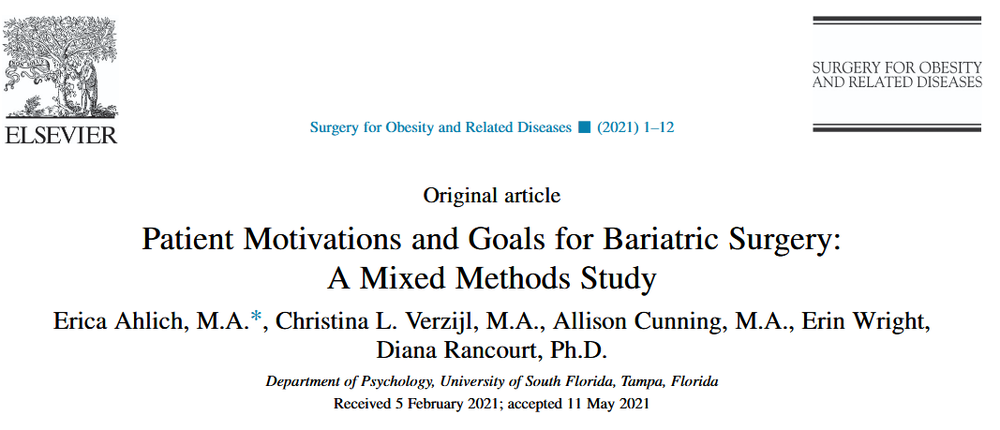 ELSEVIER
SURGERY FOR OBESITY
AND RELATED DISEASES
Surgery for Obesity and Related Diseases ■ (2021) 1–12
Original article
Patient Motivations and Goals for Bariatric Surgery:
A Mixed Methods Study
Erica Ahlich, M.A.*, Christina L. Verzijl, M.A., Allison Cunning, M.A., Erin Wright,
Diana Rancourt, Ph.D.
Department of Psychology, University of South Florida, Tampa, Florida
Received 5 February 2021; accepted 11 May 2021